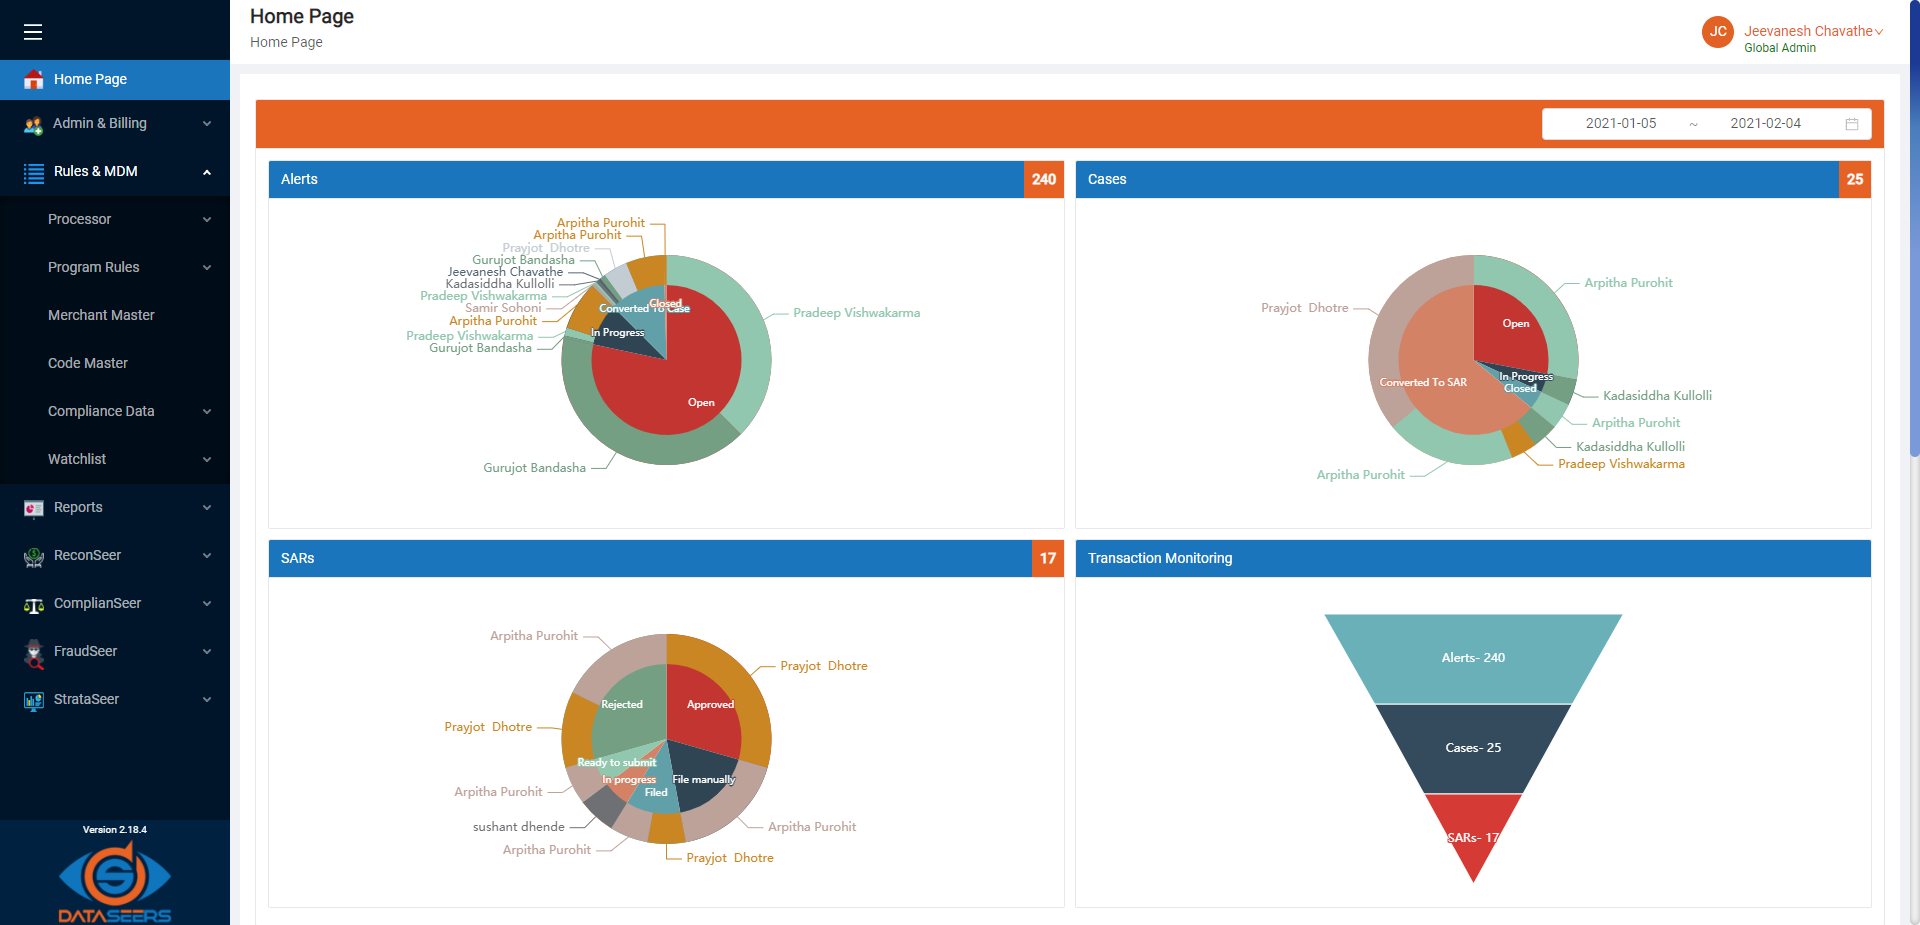 Home Page
Home Page
JC
Jeevanesh Chavathe
Global Admin
Home Page
Admin & Billing
Rules & MDM
Processor
Program Rules
Merchant Master
Code Master
Compliance Data
Watchlist
Reports
ReconSeer
ComplianSeer
FraudSeer
StrataSeer
Version 2.18.4
DATASEERS
2021-01-05 ~ 2021-02-04
Alerts 240
Arpitha Purohit
Arpitha Purohit
Prayjot Dhotre
Gurujot Bandasha
Jeevanesh Chavathe
Kadasiddha Kullolli
Pradeep Vishwakarma
Samir Sohoni
Arpitha Purohit
Pradeep Vishwakarma
Gurujot Bandasha
Closed
Converted To Case
In Progress
Open
Pradeep Vishwakarma
Gurujot Bandasha
Cases 25
Prayjot Dhotre
Arpitha Purohit
Open
In Progress
Converted To SAR
Closed
Kadasiddha Kullolli
Arpitha Purohit
Kadasiddha Kullolli
Pradeep Vishwakarma
Arpitha Purohit
SARs 17
Arpitha Purohit
Prayjot Dhotre
Rejected
Approved
Prayjot Dhotre
Ready to submit
In progress
File manually
Filed
Arpitha Purohit
sushant dhende
Arpitha Purohit
Arpitha Purohit
Prayjot Dhotre
Transaction Monitoring
Alerts- 240
Cases- 25
SARs- 17